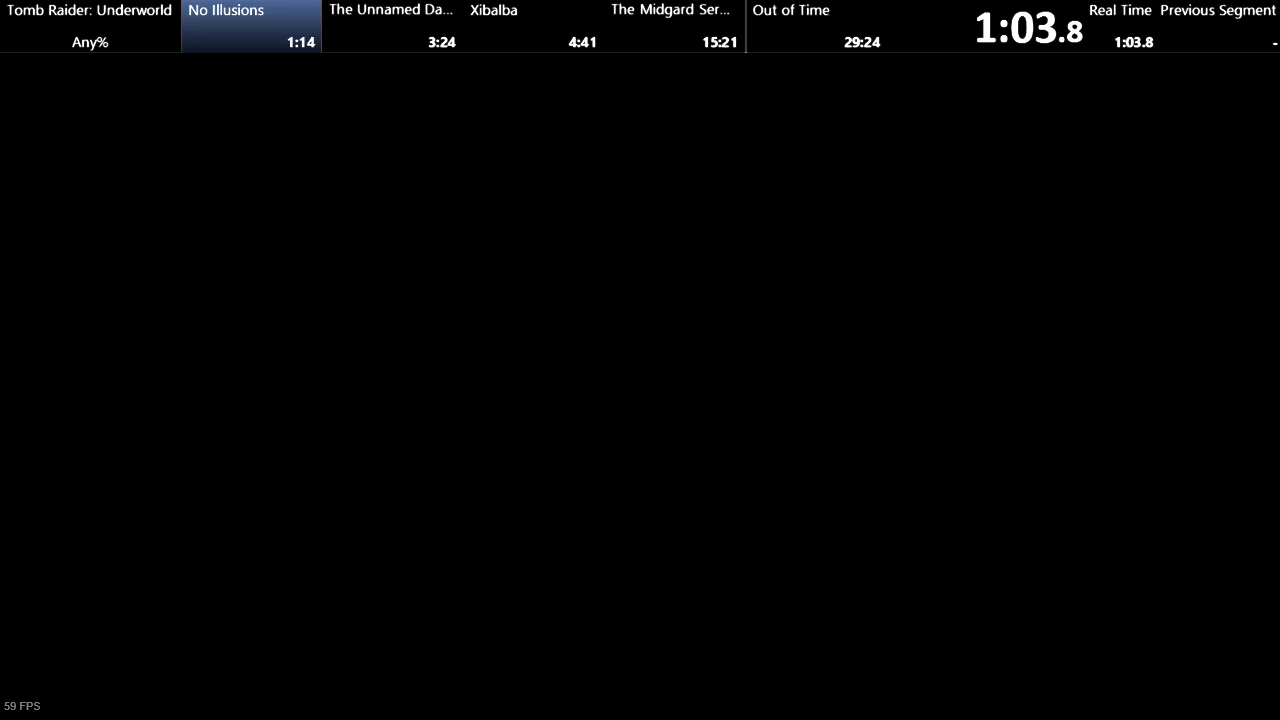 Tomb Raider: Underworld
Any%
No Illusions
1:14
The Unnamed Da...
3:24
Xibalba
4:41
The Midgard Ser...
15:21
Out of Time
29:24
1:03.8
Real Time
1:03.8
Previous Segment
-
59 FPS